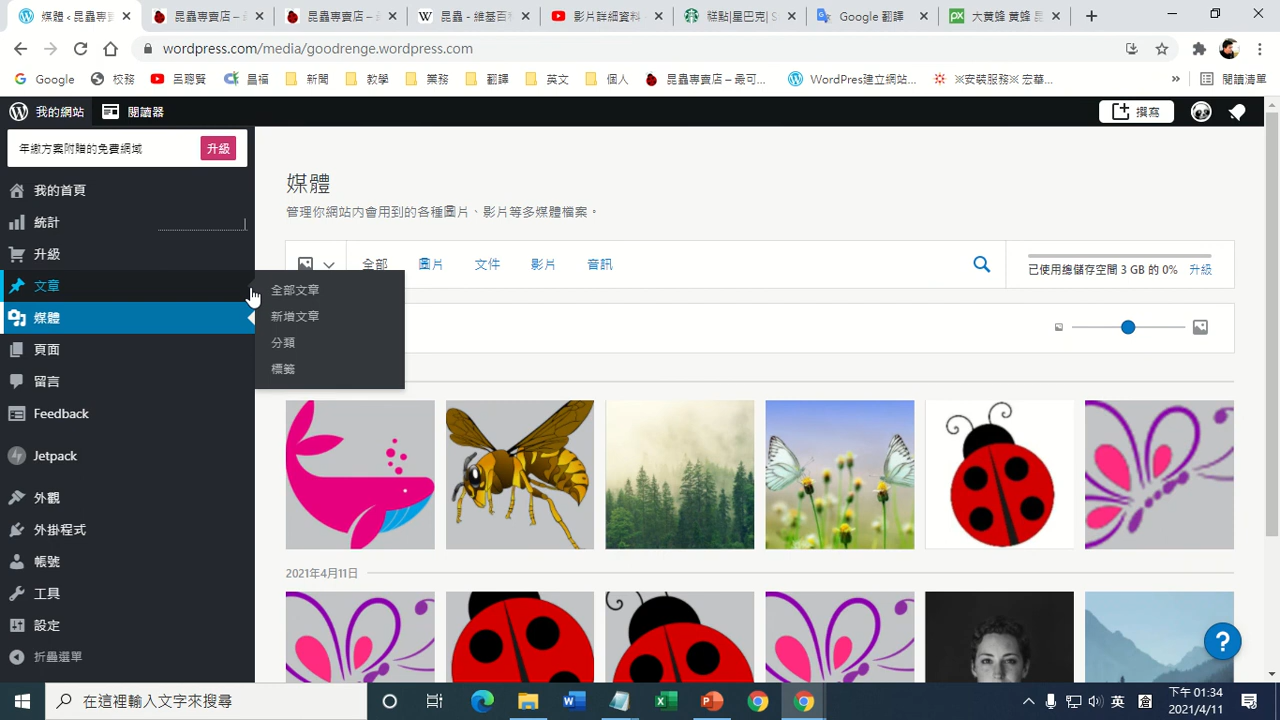 媒體 ‹ 昆蟲專
昆蟲專賣店 –
昆蟲專賣店 –
昆蟲 - 維基百
影片詳細資料
糕點|星巴克| S
Google 翻譯
大黃蜂 黃蜂
wordpress.com/media/goodrenge.wordpress.com
Google
校務
呂聰賢
昌福
新聞
教學
業務
翻譯
英文
個人
昆蟲專賣店 – 最可...
WordPres建立網站...
※安裝服務※ 宏華...
»
閱讀清單
我的網站
閱讀器
撰寫
年繳方案附贈的免費網域
升級
我的首頁
統計
升級
文章
媒體
頁面
留言
Feedback
Jetpack
外觀
外掛程式
帳號
工具
設定
折疊選單
全部文章
新增文章
分類
標籤
媒體
管理你網站內會用到的各種圖片、影片等多媒體檔案。
全部
圖片
文件
影片
音訊
已使用總儲存空間 3 GB 的 0%
升級
2021年4月11日
?
在這裡輸入文字來搜尋
英
下午 01:34
2021/4/11